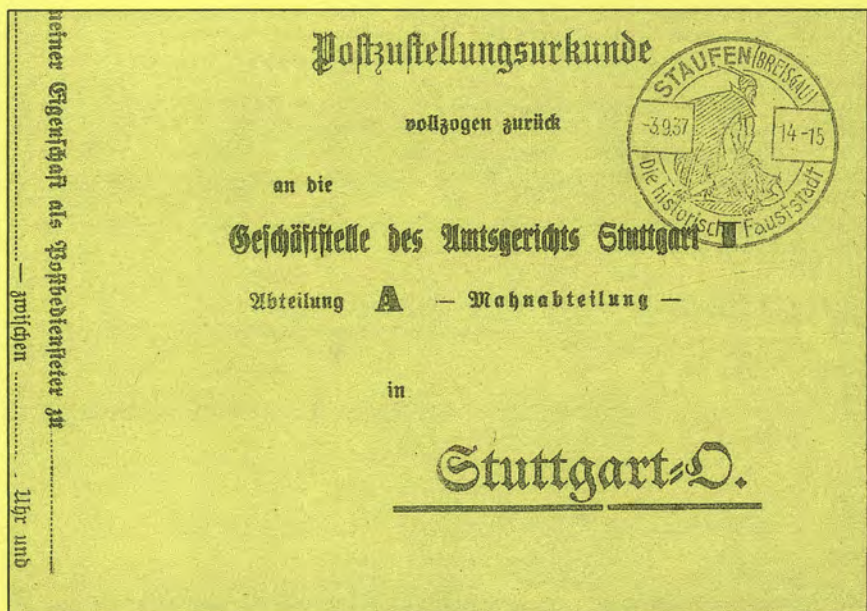 Postzustellungsurkunde
vollzogen zurück
an die
Geschäftstelle des Amtsgerichts Stuttgart I
Abteilung A — Mahnabteilung —
in
Stuttgart-O.
STAUFEN (BREISGAU)
-3.9.37
14-15
Die historische Fauststadt
meiner Eigenschaft als Postbediensteter zu
— zwischen . Uhr und